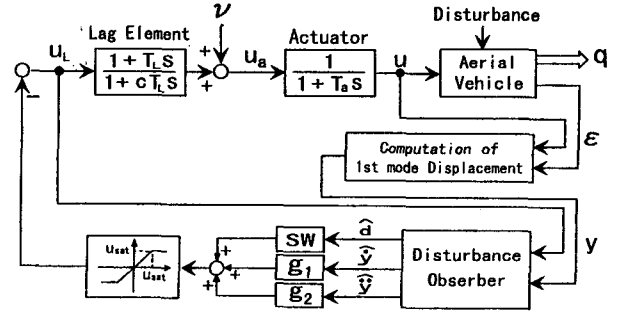 Disturbance
Lag Element
ν
Actuator
u_L
1 + T_L S
1 + cT_L S
+
+
u_a
1
1 + T_a S
u
Aerial
Vehicle
q
−
ε
Computation of
1st mode Displacement
y
u_sat
u_sat
+
+
+
SW
g_1
g_2
d̂
ẏ̂
ÿ̂
Disturbance
Obserber